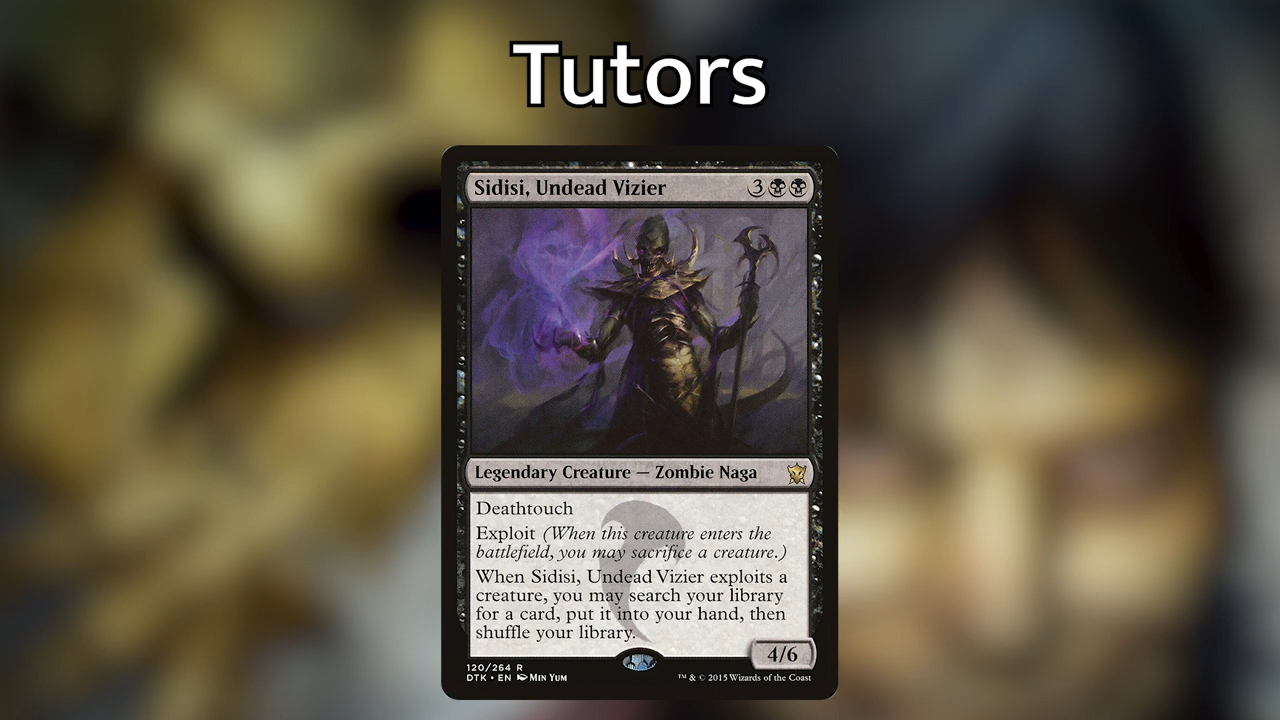 Tutors
Sidisi, Undead Vizier 3
Legendary Creature — Zombie Naga
Deathtouch
Exploit (When this creature enters the
battlefield, you may sacrifice a creature.)
When Sidisi, Undead Vizier exploits a
creature, you may search your library
for a card, put it into your hand, then
shuffle your library.
4/6
120/264 R
DTK • EN Min Yum
™ & © 2015 Wizards of the Coast